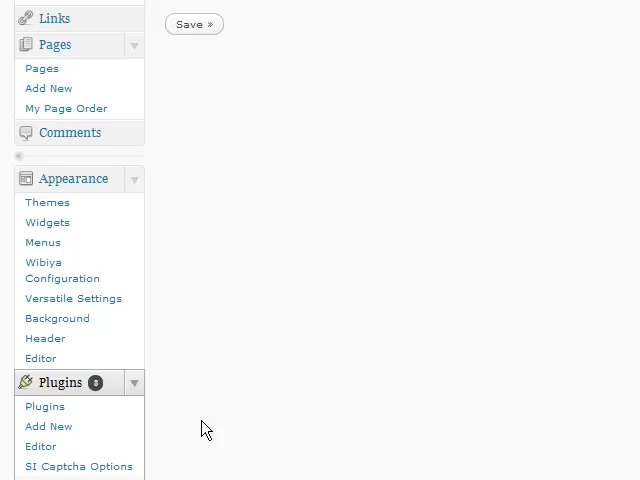 Links
Save »
Pages
Pages
Add New
My Page Order
Comments
Appearance
Themes
Widgets
Menus
Wibiya
Configuration
Versatile Settings
Background
Header
Editor
Plugins 8
Plugins
Add New
Editor
SI Captcha Options